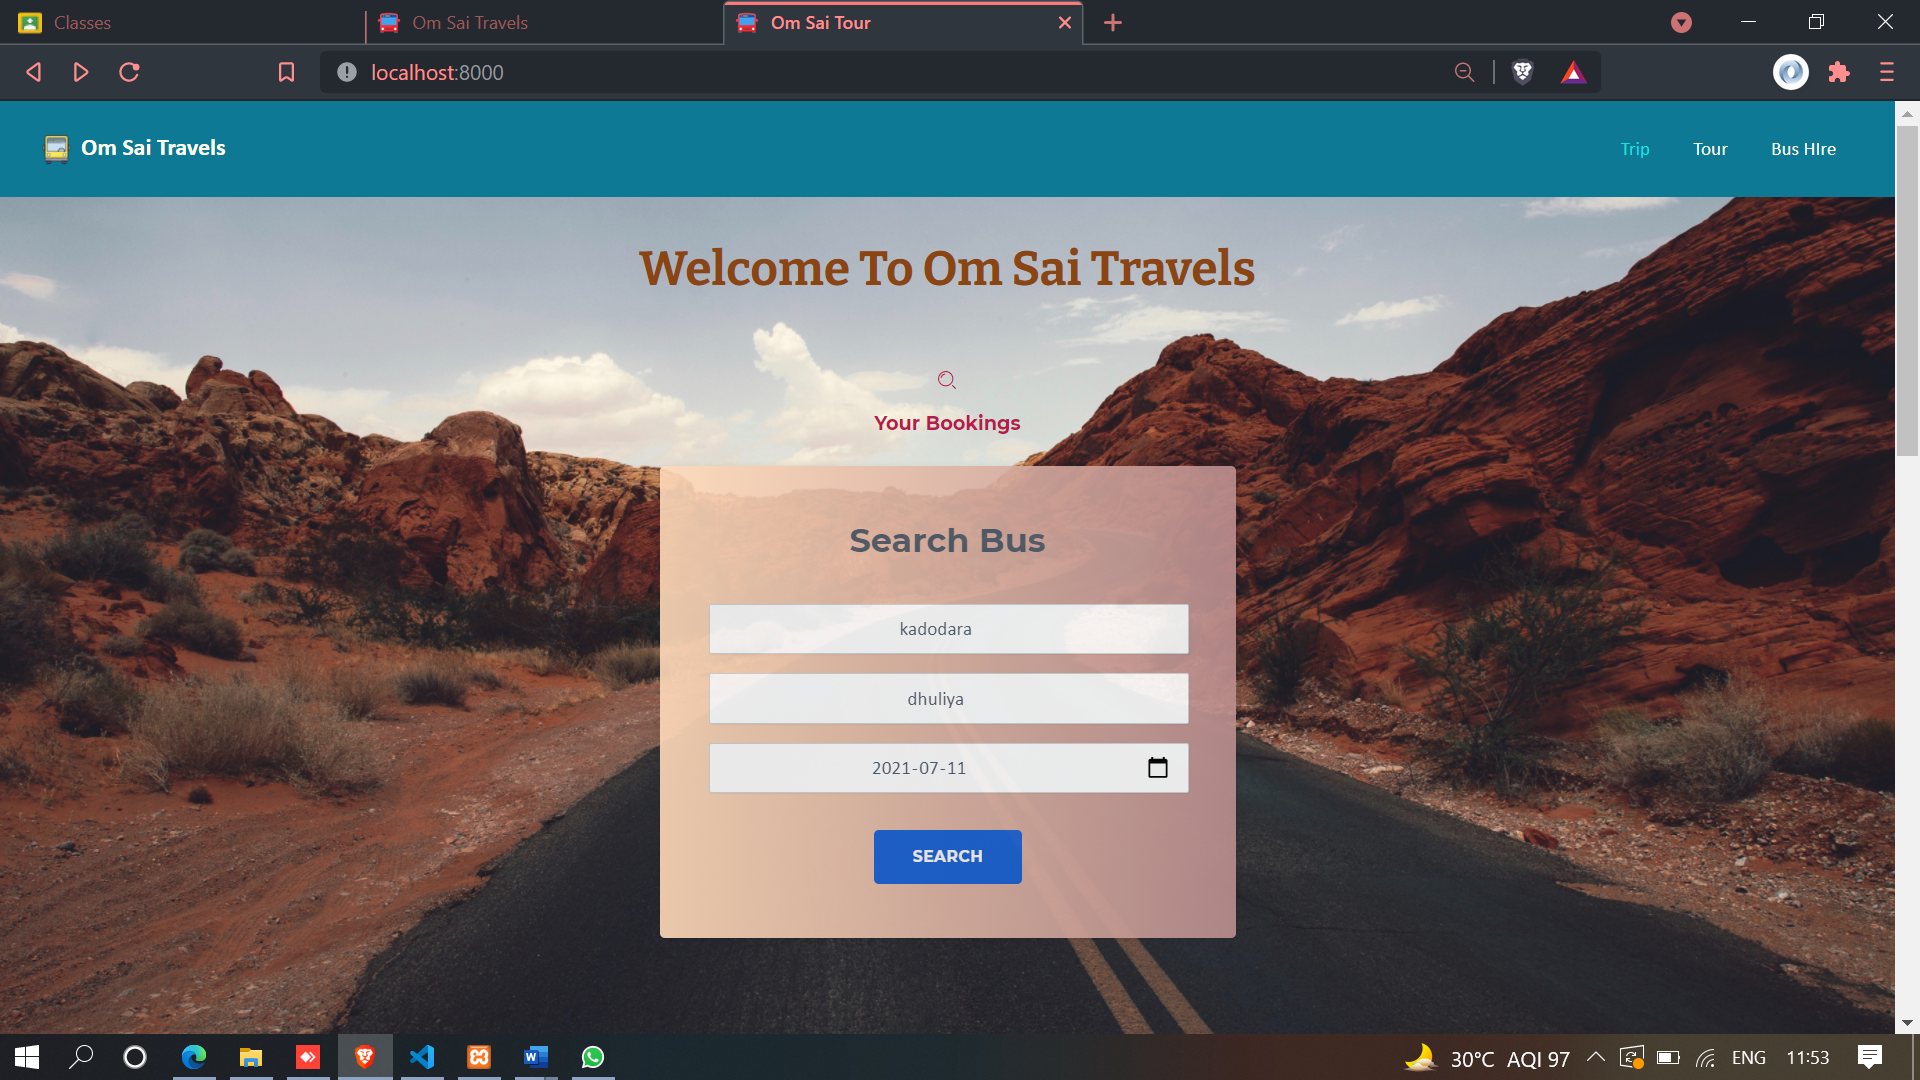 Classes
Om Sai Travels
Om Sai Tour
localhost:8000
Om Sai Travels
Trip
Tour
Bus HIre
Welcome To Om Sai Travels
Your Bookings
Search Bus
kadodara
dhuliya
2021-07-11
SEARCH
30°C AQI 97
ENG
11:53